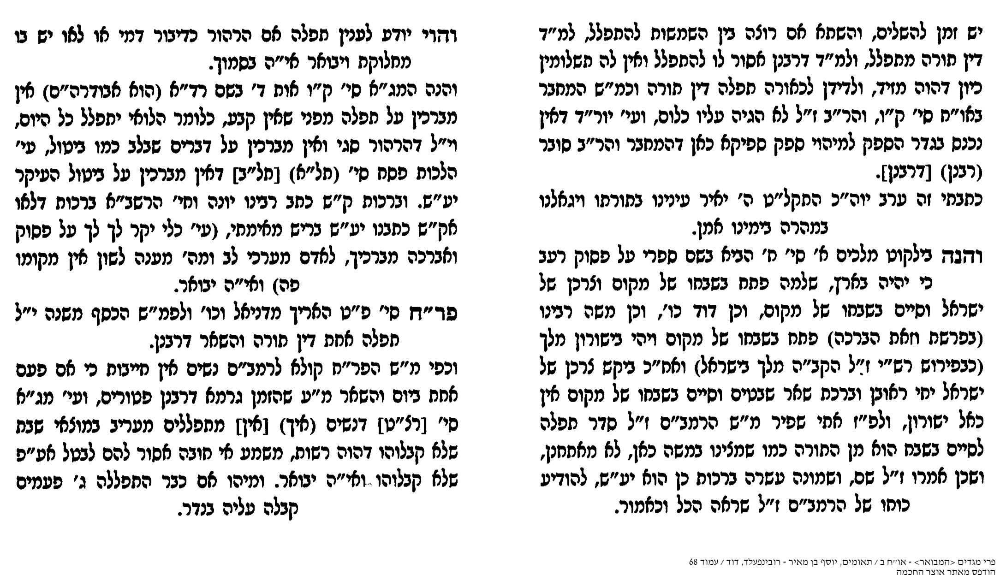 יש זמן להשלים, והשתא אם רוצה בין השמשות להתפלל, למ״ד
דין תורה מתפלל, ולמ״ד דרבנן אסור לו להתפלל ואין לה תשלומין
כיון דהוה מזיד, ולדידן לכאורה תפלה דין תורה וכמ״ש המחבר
באו״ח סי׳ ק״ו, והר״ב ז״ל לא הגיה עליו כלום, ועי׳ יור״ד דאין
נכנס בגדר הספק למיהוי ספק ספיקא כאן דהמחבר והר״ב סובר
(רבנן) [דרבנן].
כתבתי זה ערב יוה״כ התקל״ט ה׳ יאיר עינינו בתורתו ויגאלנו
במהרה בימינו אמן.
והנה בילקוט מלכים א׳ סי׳ ח׳ הביא בשם ספרי על פסוק רעב
כי יהיה בארץ, שלמה פתח בשבחו של מקום וצרכן של
ישראל וסיים בשבחו של מקום, וכן דוד כו׳, וכן משה רבינו
(בפרשת וזאת הברכה) פתח בשבחו של מקום ויהי בישורון מלך
(כבפירוש רש״י ז״ל הקב״ה מלך בישראל) ואח״כ ביקש צרכן של
ישראל יחי ראובן וברכת שאר שבטים וסיים בשבחו של מקום אין
כאל ישורון, ולפ״ז אתי שפיר מ״ש הרמב״ם ז״ל סדר תפלה
לסיים בשבח הוא מן התורה כמו שמצינו במשה כאן, לא מאתחנן,
ושכן אמרו ז״ל שם, ושמונה עשרה ברכות כן הוא יע״ש, להודיע
כוחו של הרמב״ם ז״ל שראה הכל וכאמור.
והוי יודע לענין תפלה אם הרהור כדיבור דמי או לאו יש בו
מחלוקת ויבואר אי״ה בסמוך.
והנה המג״א סי׳ ק״ו אות ד׳ בשם רד״א (הוא אבודרה״ם) אין
מברכין על תפלה מפני שאין קבע, כלומר הלואי יתפלל כל היום,
וי״ל דהרהור סגי ואין מברכין על דברים שבלב כמו ביטול, עי׳
הלכות פסח סי׳ (תל״א) [תל״ב] דאין מברכין על ביטול העיקר
יע״ש. וברכות ק״ש כתב רבינו יונה וחי׳ הרשב״א ברכות דלאו
אק״ש כתבנו יע״ש בריש מאימתי, (עי׳ כלי יקר לך לך על פסוק
ואברכה מברכיך, לאדם מערכי לב ומה׳ מענה לשון אין מקומו
פה) ואי״ה יבואר.
פר״ח סי׳ פ״ט האריך מדניאל וכו׳ ולפמ״ש הכסף משנה י״ל
תפלה אחת דין תורה והשאר דרבנן.
וכפי מ״ש הפר״ח קולא לרמב״ם נשים אין חייבות כי אם פעם
אחת ביום והשאר מ״ע שהזמן גרמא דרבנן פטורים, ועי׳ מג״א
סי׳ [רצ״ט] דנשים (איך) [אין] מתפללים מעריב במוצאי שבת
שלא קבלוהו דהוה רשות, משמע אי חובה אסור להם לבטל אע״פ
שלא קבלוהו ואי״ה יבואר. ומיהו אם כבר התפללה ג׳ פעמים
קבלה עליה בנדר.
פרי מגדים <המבואר> - או״ח ב / תאומים, יוסף בן מאיר - רובינפעלד, דוד / עמוד 68
הודפס מאתר אוצר החכמה